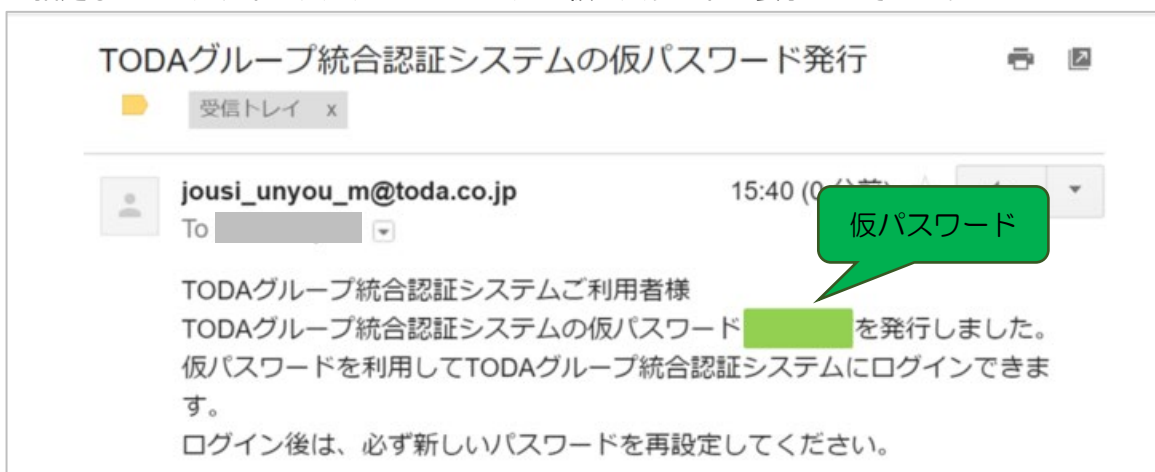 TODAグループ統合認証システムの仮パスワード発行
受信トレイ x
jousi_unyou_m@toda.co.jp 15:40 (0
To
仮パスワード
TODAグループ統合認証システムご利用者様
TODAグループ統合認証システムの仮パスワード を発行しました。
仮パスワードを利用してTODAグループ統合認証システムにログインできま
す。
ログイン後は、必ず新しいパスワードを再設定してください。